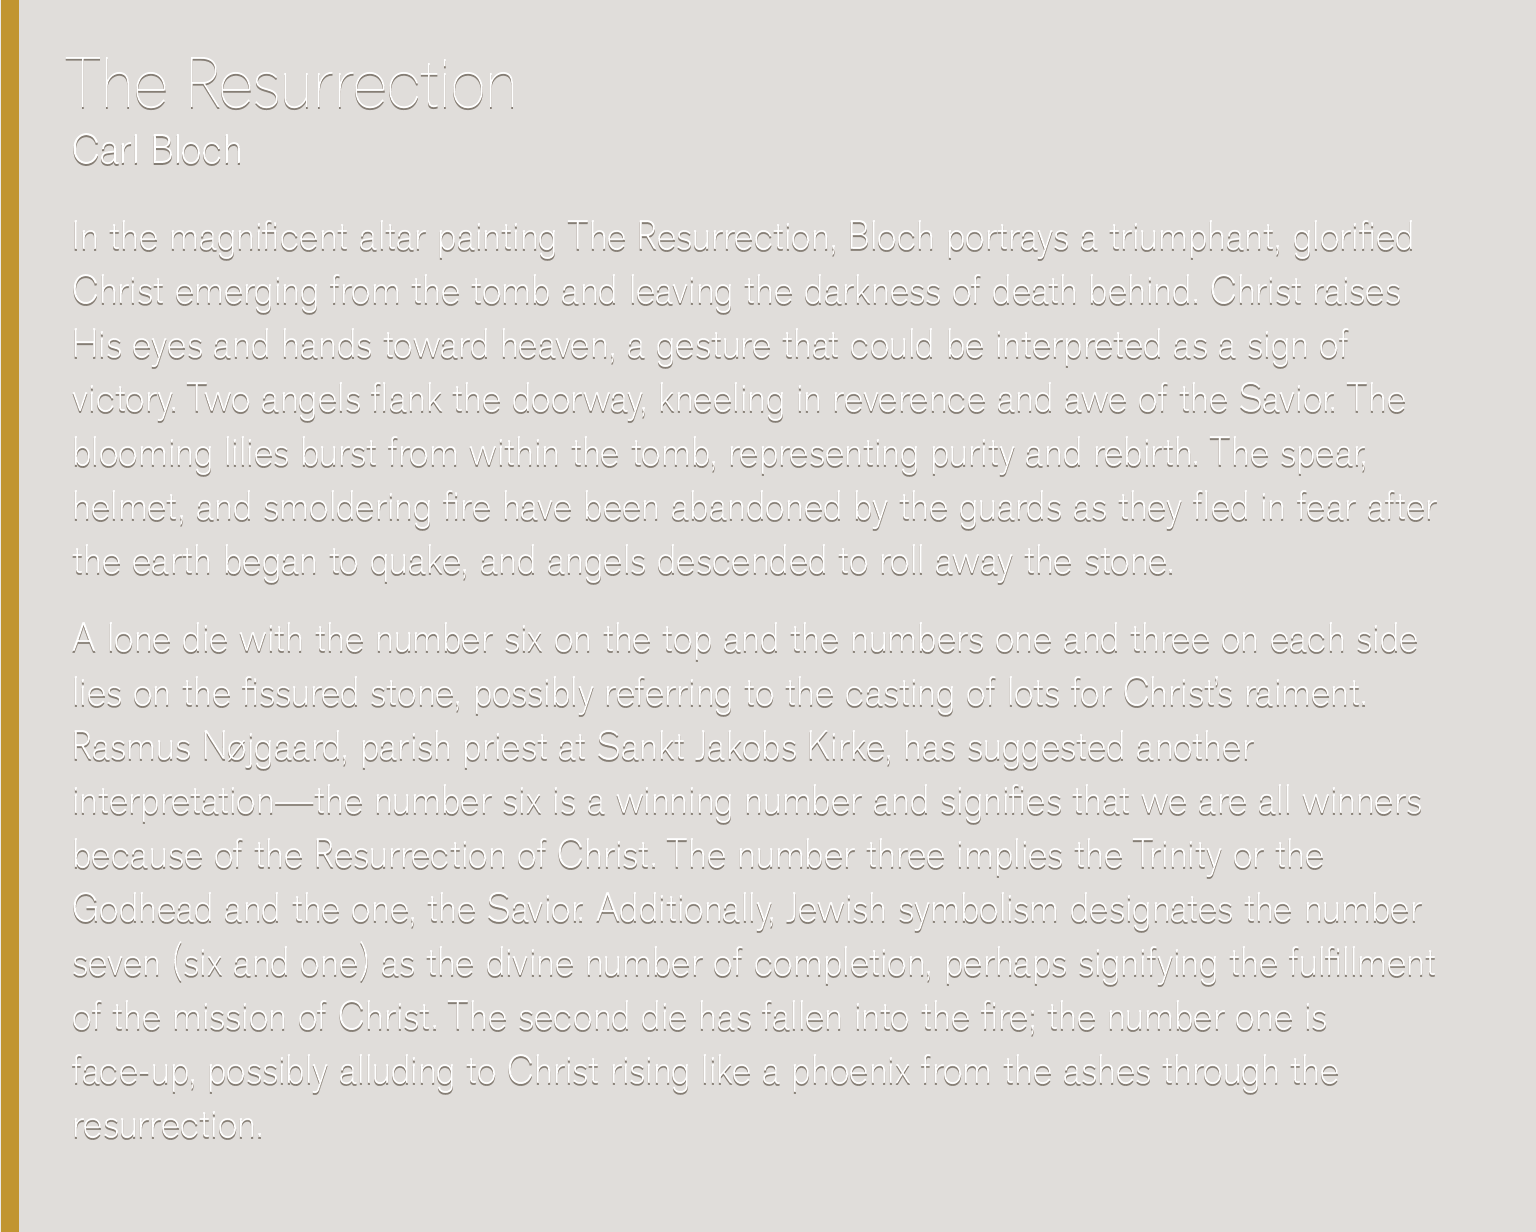 The Resurrection
Carl Bloch
In the magnificent altar painting The Resurrection, Bloch portrays a triumphant, glorified
Christ emerging from the tomb and leaving the darkness of death behind. Christ raises
His eyes and hands toward heaven, a gesture that could be interpreted as a sign of
victory. Two angels flank the doorway, kneeling in reverence and awe of the Savior. The
blooming lilies burst from within the tomb, representing purity and rebirth. The spear,
helmet, and smoldering fire have been abandoned by the guards as they fled in fear after
the earth began to quake, and angels descended to roll away the stone.
A lone die with the number six on the top and the numbers one and three on each side
lies on the fissured stone, possibly referring to the casting of lots for Christ's raiment.
Rasmus Nøjgaard, parish priest at Sankt Jakobs Kirke, has suggested another
interpretation—the number six is a winning number and signifies that we are all winners
because of the Resurrection of Christ. The number three implies the Trinity or the
Godhead and the one, the Savior. Additionally, Jewish symbolism designates the number
seven (six and one) as the divine number of completion, perhaps signifying the fulfillment
of the mission of Christ. The second die has fallen into the fire; the number one is
face-up, possibly alluding to Christ rising like a phoenix from the ashes through the
resurrection.